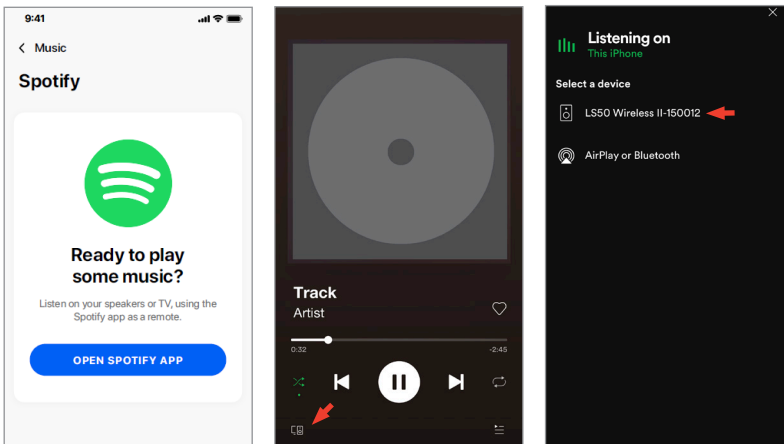 9:41
Music
Spotify
Ready to play
some music?
Listen on your speakers or TV, using the
Spotify app as a remote.
OPEN SPOTIFY APP
Track
Artist
0:32
-2:45
Listening on
This iPhone
Select a device
LS50 Wireless II-150012
AirPlay or Bluetooth